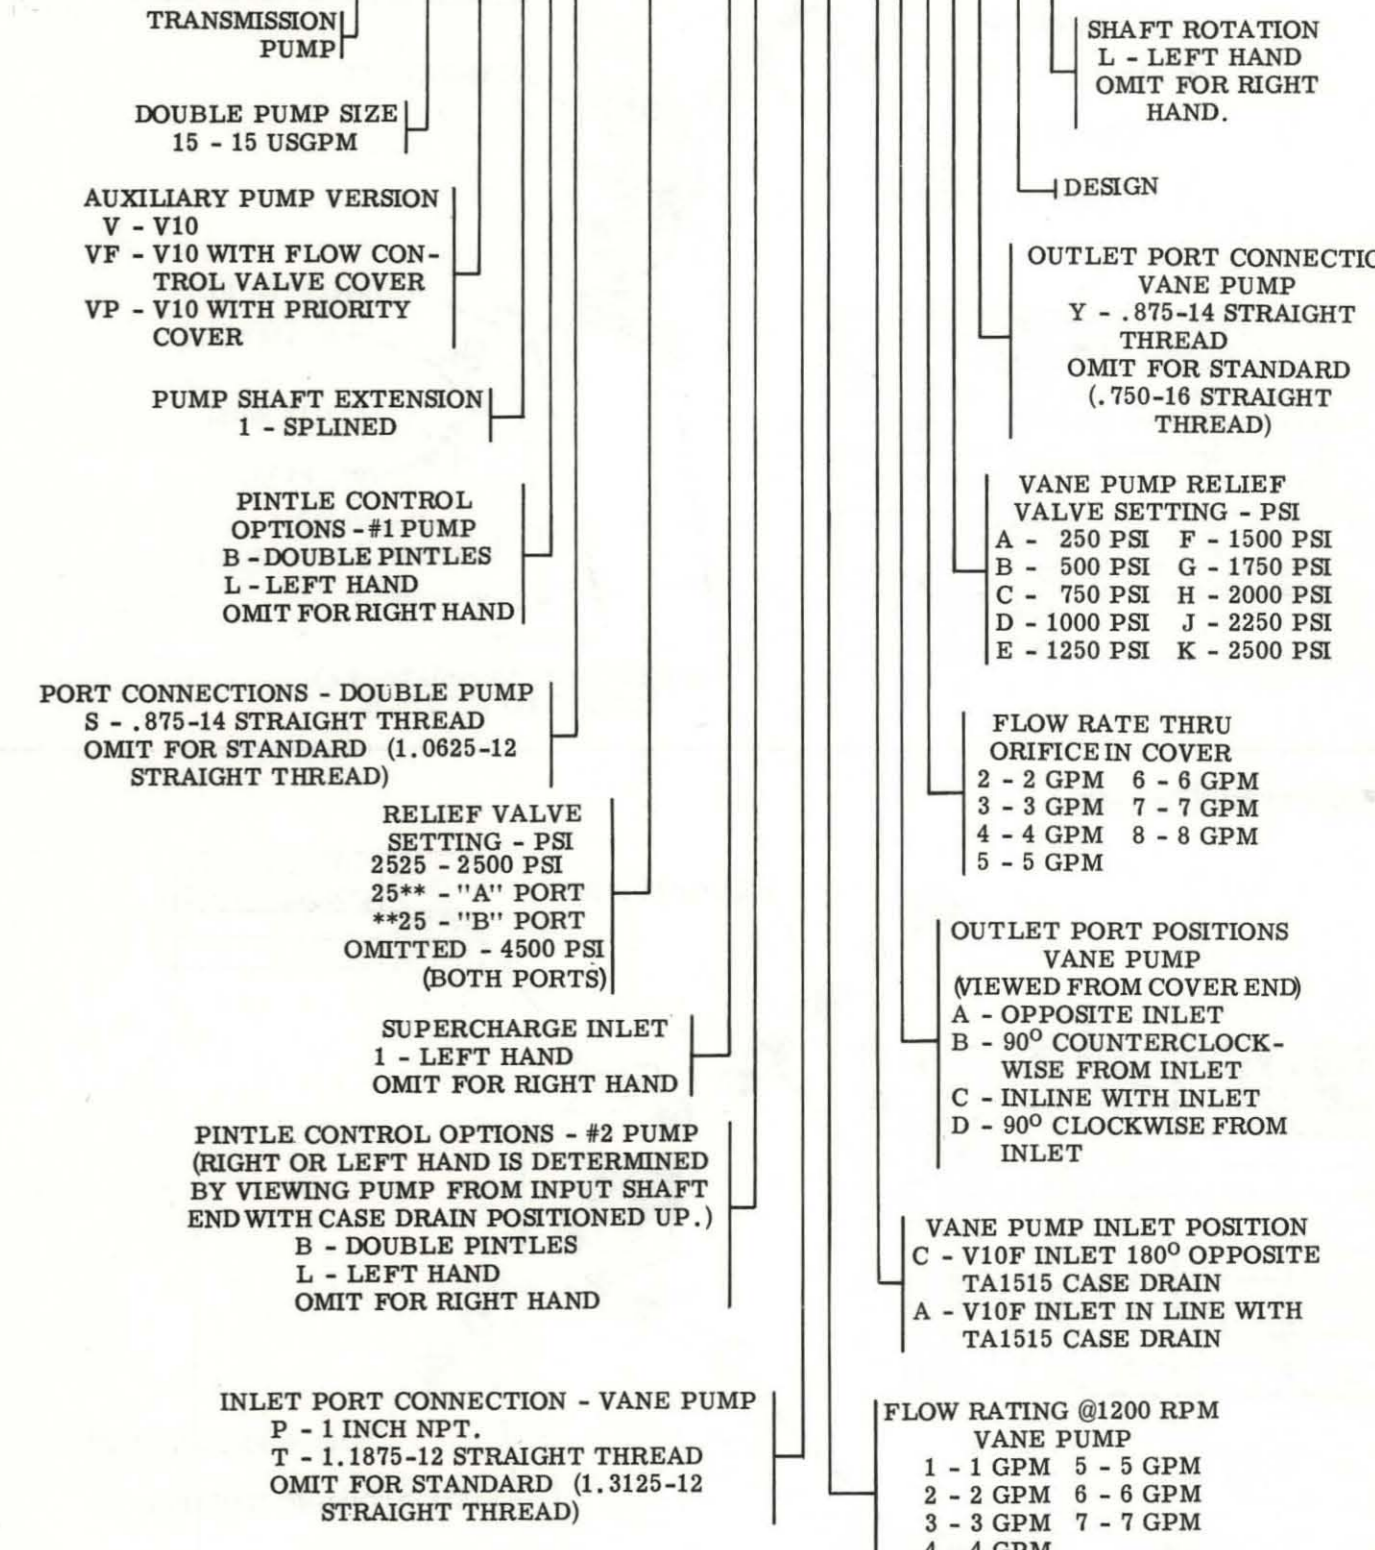 TRANSMISSION
PUMP
DOUBLE PUMP SIZE
15 - 15 USGPM
AUXILIARY PUMP VERSION
V - V10
VF - V10 WITH FLOW CON-
TROL VALVE COVER
VP - V10 WITH PRIORITY
COVER
PUMP SHAFT EXTENSION
1 - SPLINED
PINTLE CONTROL
OPTIONS - #1 PUMP
B - DOUBLE PINTLES
L - LEFT HAND
OMIT FOR RIGHT HAND
PORT CONNECTIONS - DOUBLE PUMP
S - .875-14 STRAIGHT THREAD
OMIT FOR STANDARD (1.0625-12
STRAIGHT THREAD)
RELIEF VALVE
SETTING - PSI
2525 - 2500 PSI
25** - "A" PORT
**25 - "B" PORT
OMITTED - 4500 PSI
(BOTH PORTS)
SUPERCHARGE INLET
1 - LEFT HAND
OMIT FOR RIGHT HAND
PINTLE CONTROL OPTIONS - #2 PUMP
(RIGHT OR LEFT HAND IS DETERMINED
BY VIEWING PUMP FROM INPUT SHAFT
END WITH CASE DRAIN POSITIONED UP.)
B - DOUBLE PINTLES
L - LEFT HAND
OMIT FOR RIGHT HAND
INLET PORT CONNECTION - VANE PUMP
P - 1 INCH NPT.
T - 1.1875-12 STRAIGHT THREAD
OMIT FOR STANDARD (1.3125-12
STRAIGHT THREAD)
SHAFT ROTATION
L - LEFT HAND
OMIT FOR RIGHT
HAND.
DESIGN
OUTLET PORT CONNECTIO
VANE PUMP
Y - .875-14 STRAIGHT
THREAD
OMIT FOR STANDARD
(.750-16 STRAIGHT
THREAD)
VANE PUMP RELIEF
VALVE SETTING - PSI
A - 250 PSI F - 1500 PSI
B - 500 PSI G - 1750 PSI
C - 750 PSI H - 2000 PSI
D - 1000 PSI J - 2250 PSI
E - 1250 PSI K - 2500 PSI
FLOW RATE THRU
ORIFICE IN COVER
2 - 2 GPM 6 - 6 GPM
3 - 3 GPM 7 - 7 GPM
4 - 4 GPM 8 - 8 GPM
5 - 5 GPM
OUTLET PORT POSITIONS
VANE PUMP
(VIEWED FROM COVER END)
A - OPPOSITE INLET
B - 90° COUNTERCLOCK-
WISE FROM INLET
C - INLINE WITH INLET
D - 90° CLOCKWISE FROM
INLET
VANE PUMP INLET POSITION
C - V10F INLET 180° OPPOSITE
TA1515 CASE DRAIN
A - V10F INLET IN LINE WITH
TA1515 CASE DRAIN
FLOW RATING @1200 RPM
VANE PUMP
1 - 1 GPM 5 - 5 GPM
2 - 2 GPM 6 - 6 GPM
3 - 3 GPM 7 - 7 GPM
4 - 4 GPM